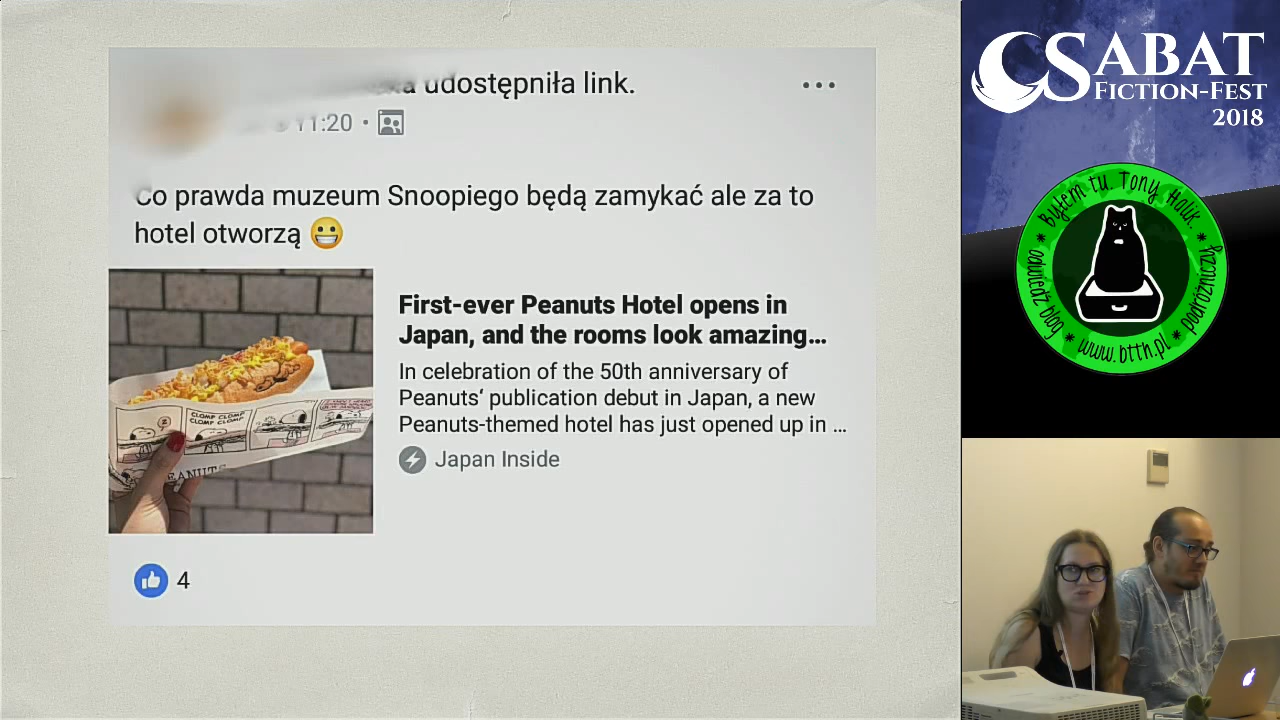 udostępniła link.
11:20
Co prawda muzeum Snoopiego będą zamykać ale za to
hotel otworzą 😀
First-ever Peanuts Hotel opens in
Japan, and the rooms look amazing...
In celebration of the 50th anniversary of
Peanuts‘ publication debut in Japan, a new
Peanuts-themed hotel has just opened up in ...
Japan Inside
4
CLOMP CLOMP
CLOMP CLOMP
SABAT
FICTION-FEST
2018
Byłem tu. Tony Halik.
odwiedź blog * www.btth.pl * podróżniczy